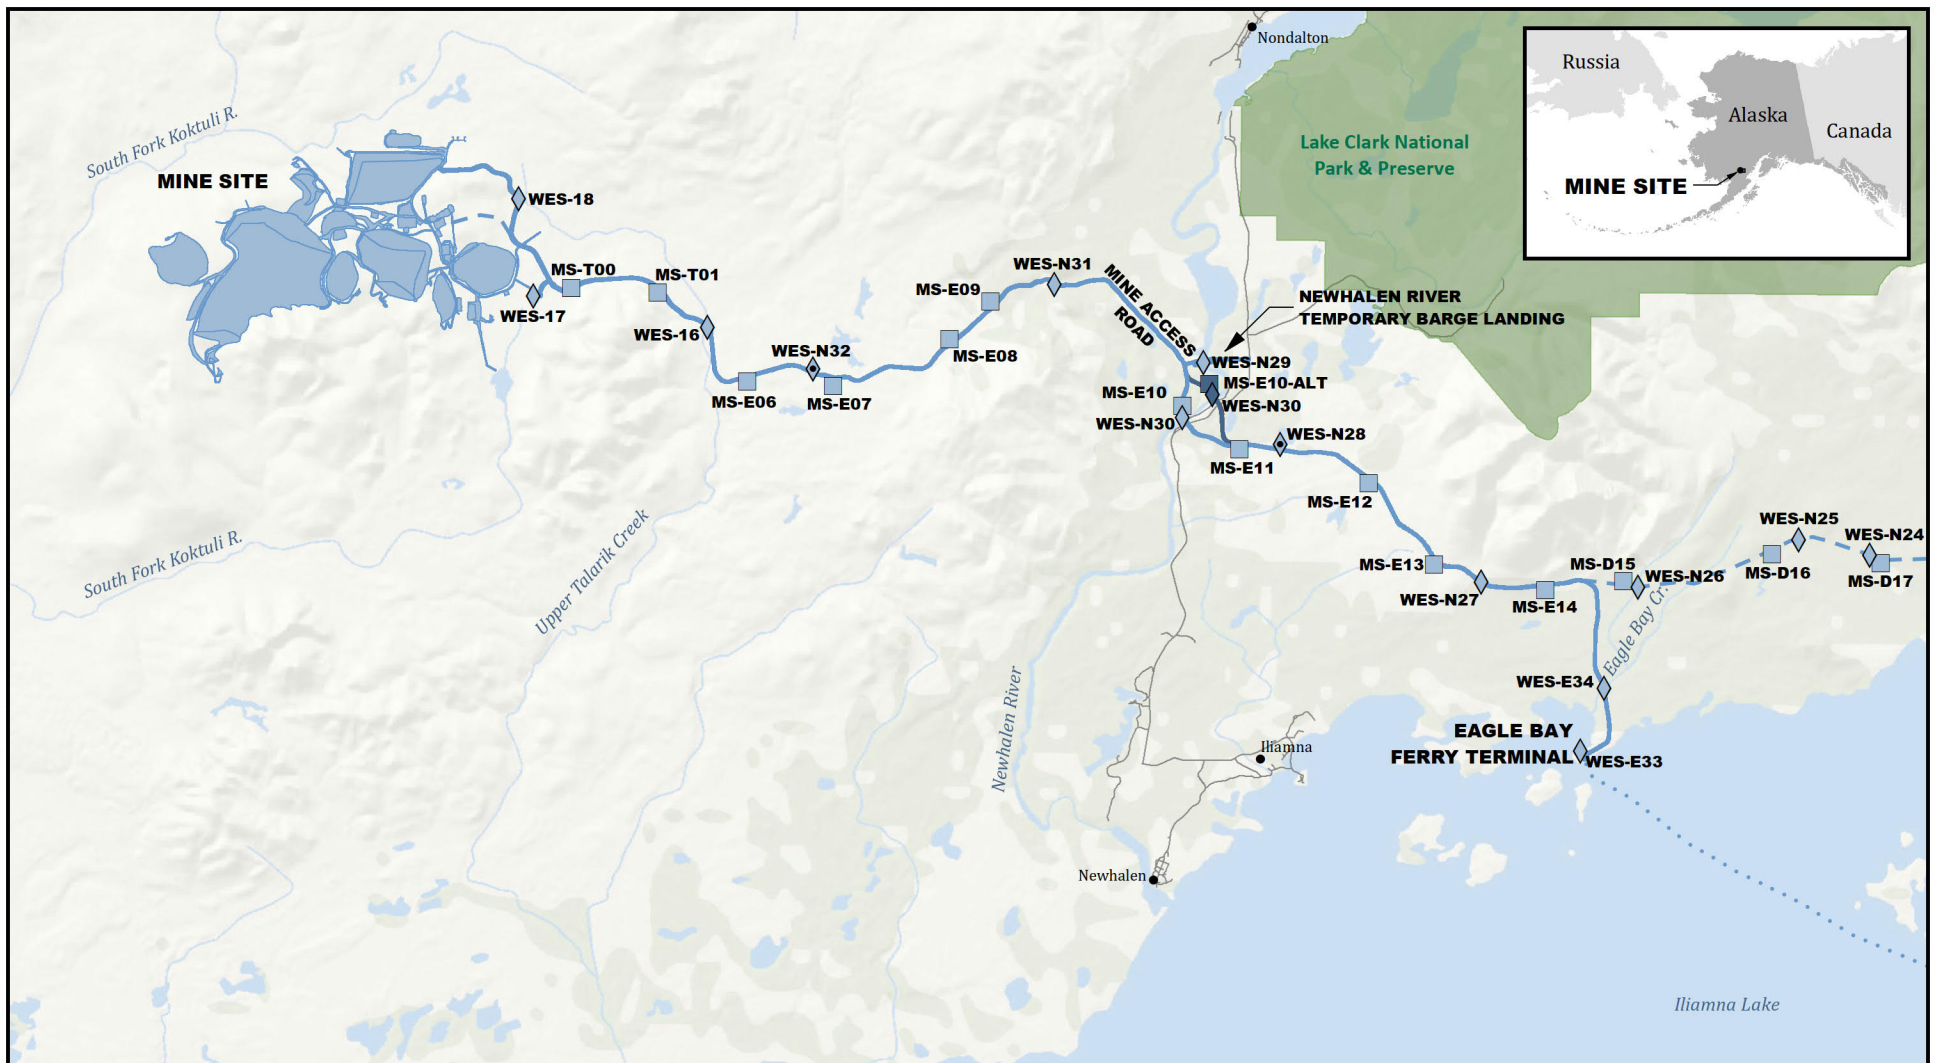 Nondalton
Russia
Alaska
Canada
MINE SITE
South Fork Koktuli R.
Lake Clark National
Park & Preserve
MINE SITE
WES-18
MS-T00
MS-T01
WES-N31
MS-E09
MINE ACCESS
ROAD
NEWHALEN RIVER
TEMPORARY BARGE LANDING
WES-17
WES-16
WES-N32
MS-E08
WES-N29
MS-E10-ALT
MS-E06
MS-E07
MS-E10
WES-N30
WES-N30
WES-N28
MS-E11
MS-E12
South Fork Koktuli R.
Upper Talarik Creek
WES-N25
WES-N24
MS-E13
MS-D15
WES-N26
MS-D16
MS-D17
WES-N27
MS-E14
Eagle Bay Cr.
WES-E34
Newhalen River
EAGLE BAY
FERRY TERMINAL
WES-E33
Iliamna
Newhalen
Iliamna Lake